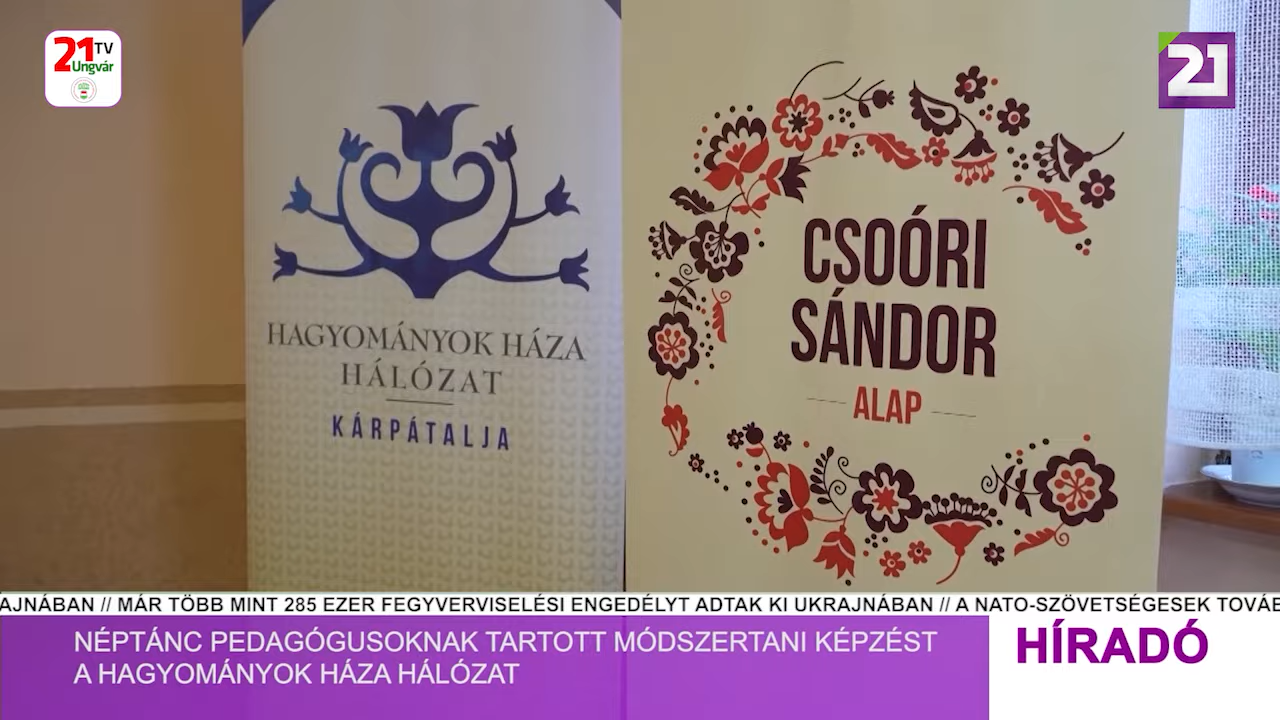 21 TV
Ungvár
21
HAGYOMÁNYOK HÁZA
HÁLÓZAT
KÁRPÁTALJA
CSOÓRI
SÁNDOR
ALAP
AJNÁBAN // MÁR TÖBB MINT 285 EZER FEGYVERVISELÉSI ENGEDÉLYT ADTAK KI UKRAJNÁBAN // A NATO-SZÖVETSÉGESEK TOVÁB
NÉPTÁNC PEDAGÓGUSOKNAK TARTOTT MÓDSZERTANI KÉPZÉST
A HAGYOMÁNYOK HÁZA HÁLÓZAT
HÍRADÓ